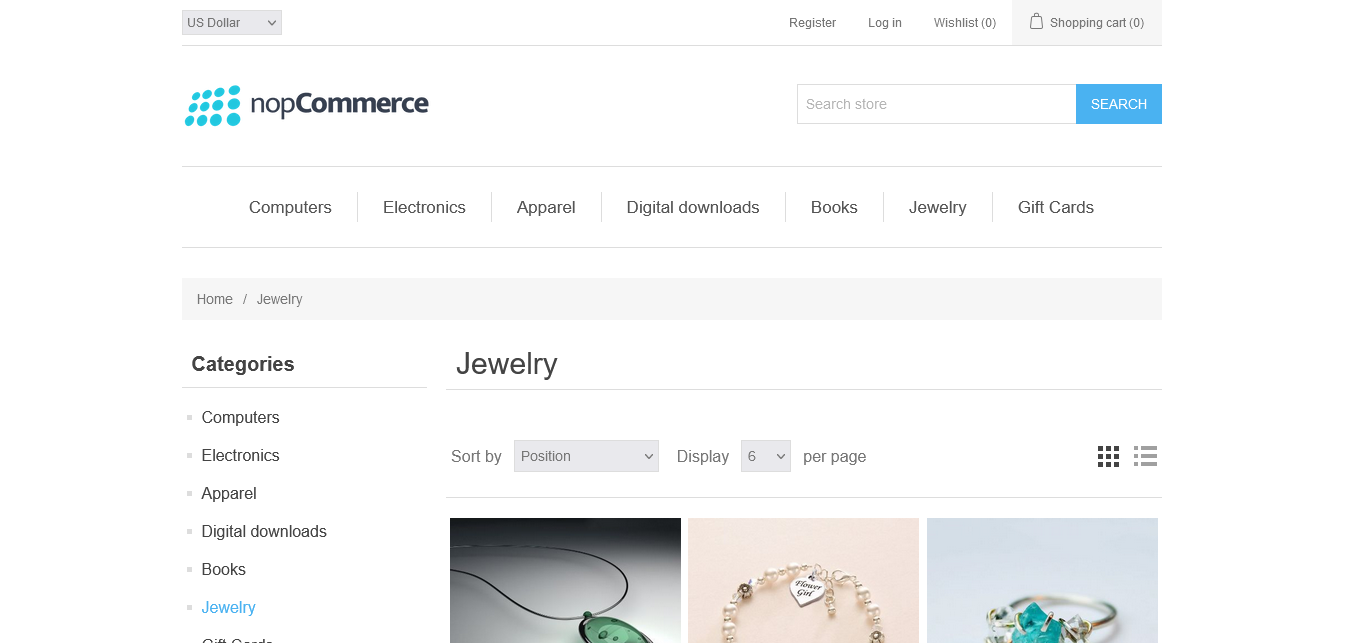 US Dollar Register Log in Wishlist (0) Shopping cart (0)
nopCommerce Search store SEARCH
Computers Electronics Apparel Digital downloads Books Jewelry Gift Cards
Home / Jewelry
Categories
Computers
Electronics
Apparel
Digital downloads
Books
Jewelry
Gift Cards
Jewelry
Sort by Position Display 6 per page
Flower
Girl